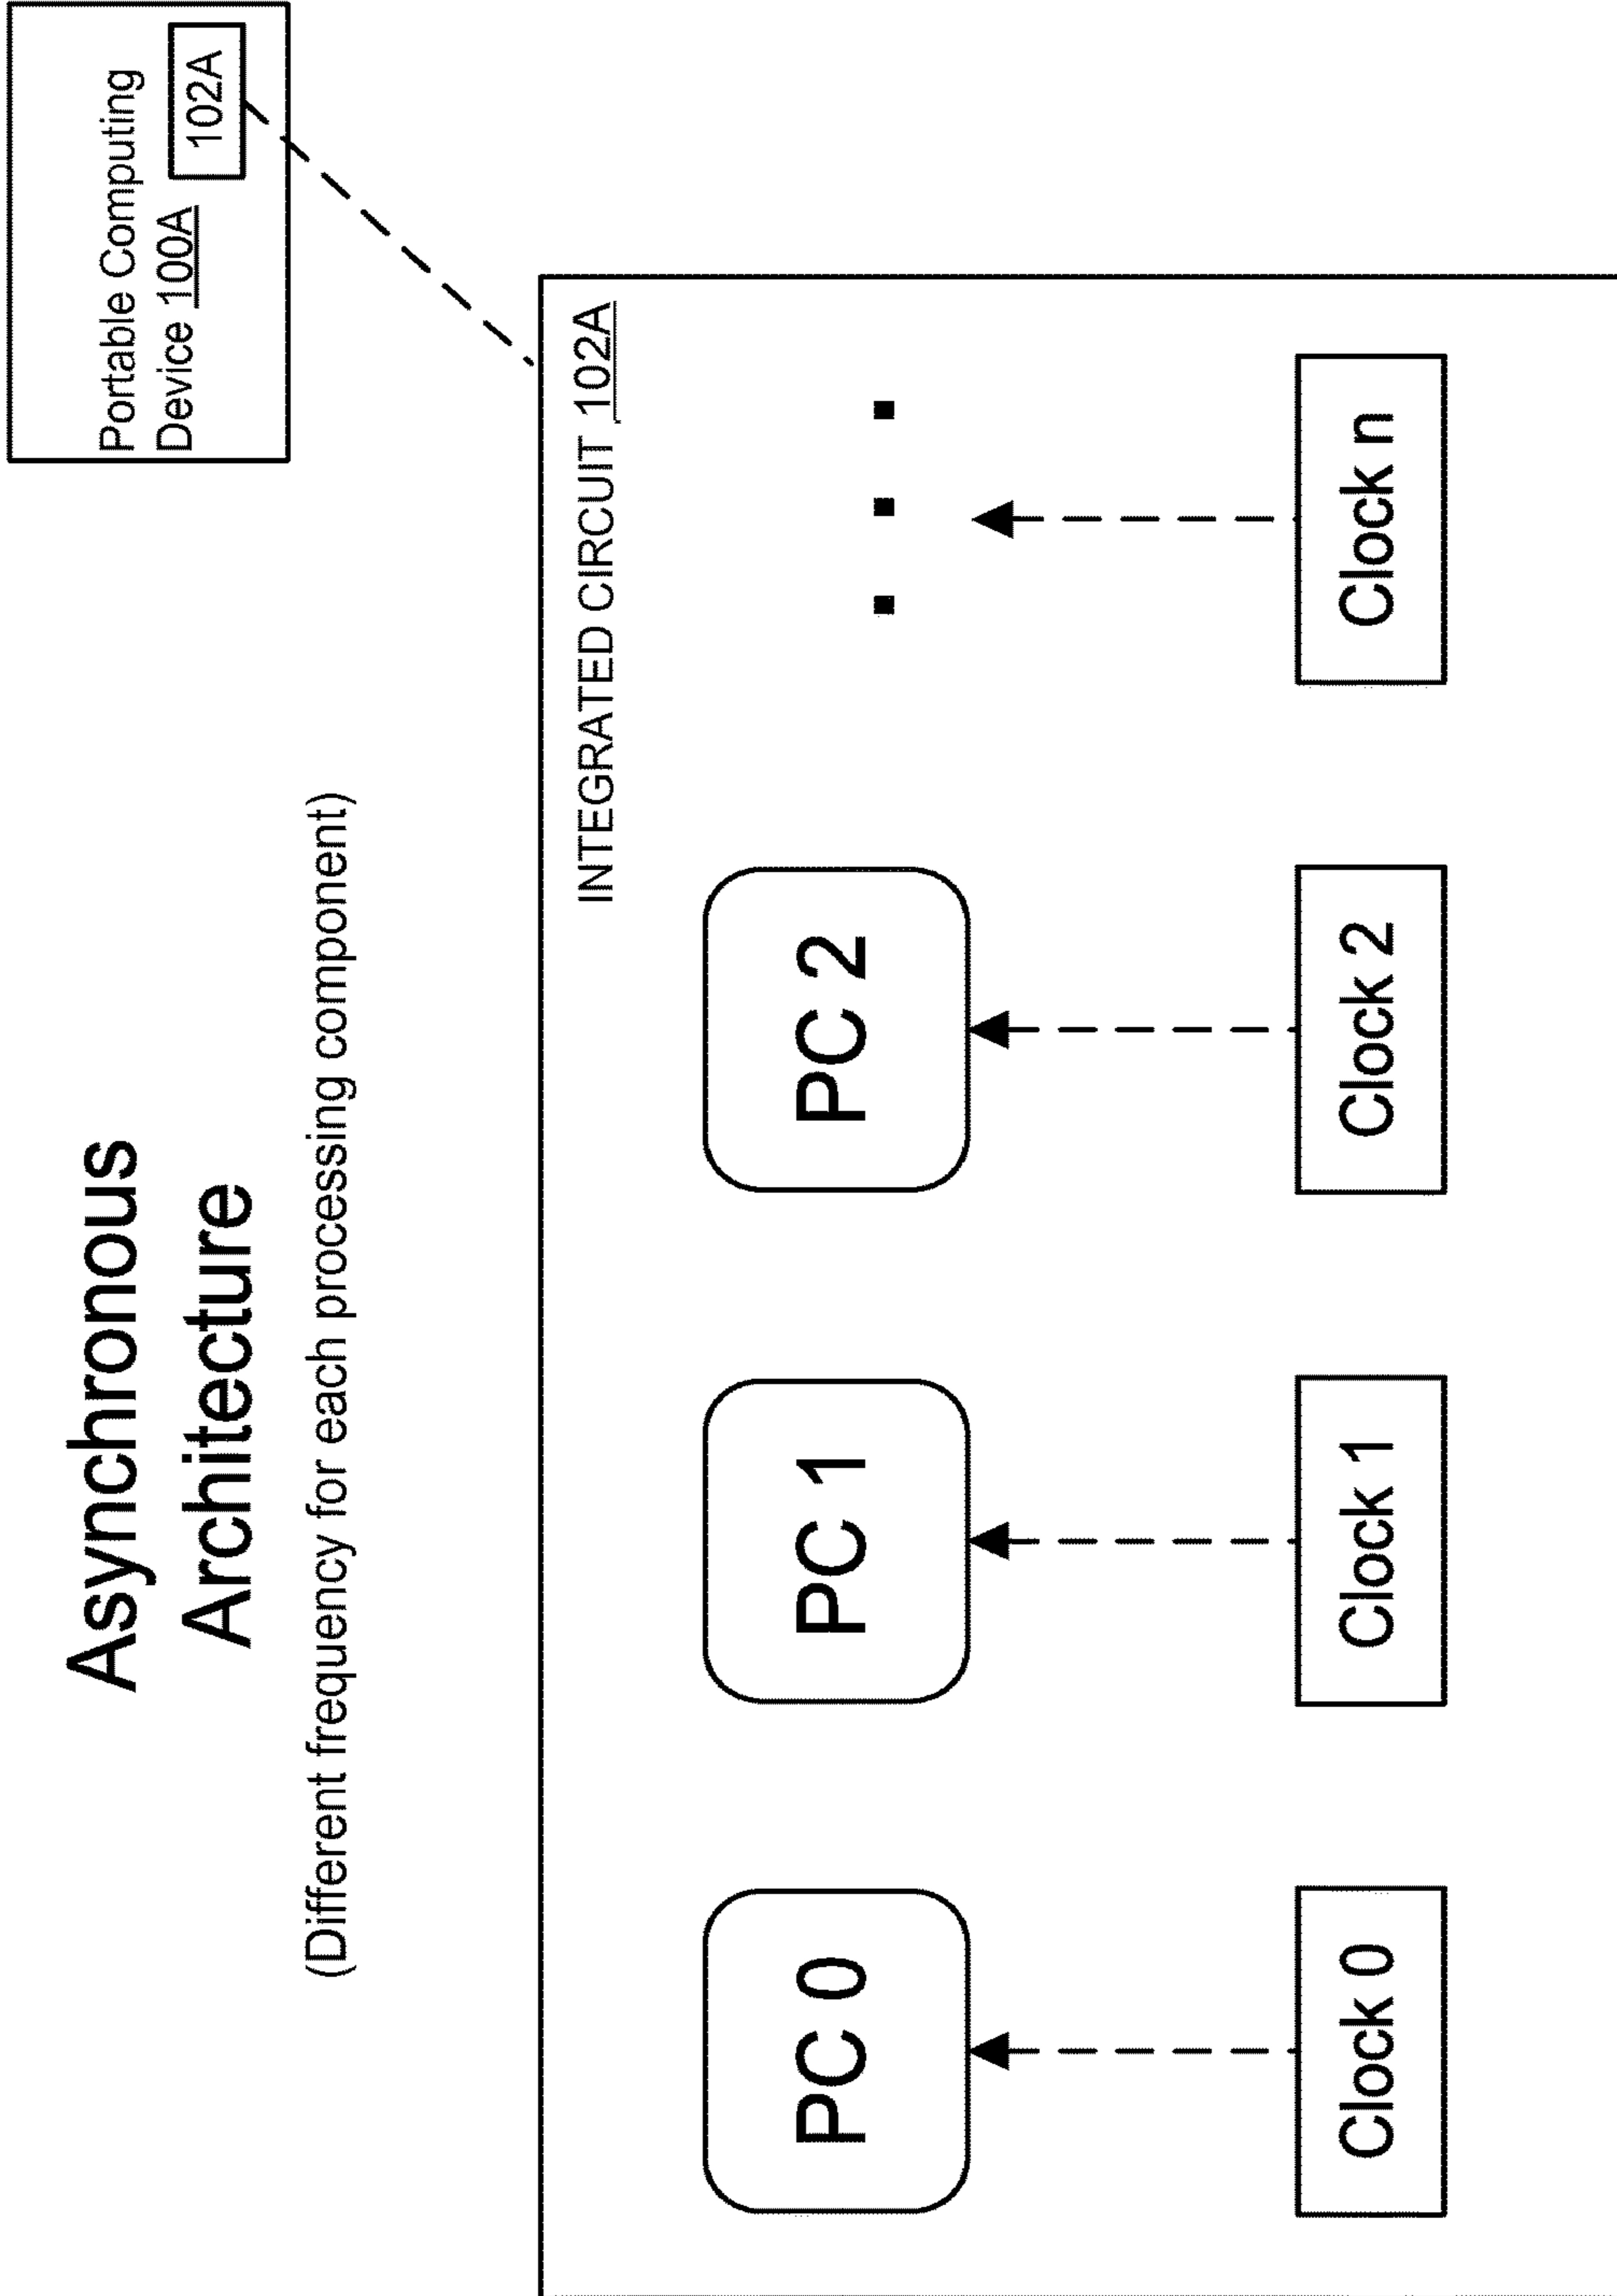 Asynchronous
Architecture
(Different frequency for each processing component)
Portable Computing
Device 100A
102A
INTEGRATED CIRCUIT 102A
PC 0
PC 1
PC 2
Clock 0
Clock 1
Clock 2
Clock n